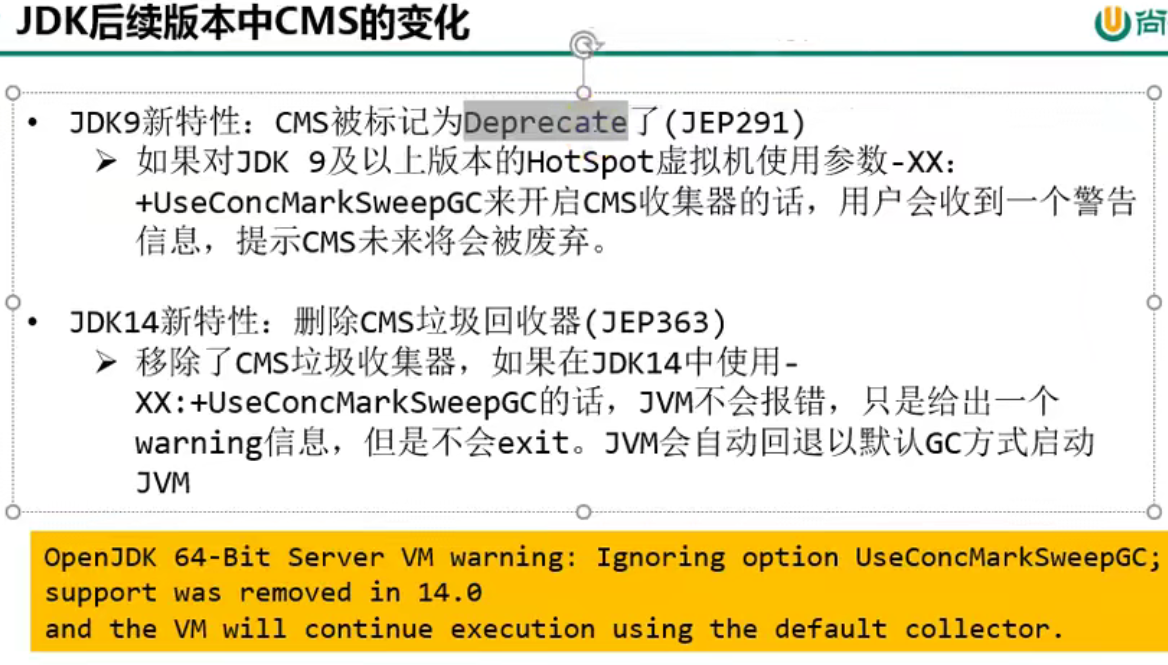 JDK后续版本中CMS的变化
尚
• JDK9新特性：CMS被标记为Deprecate了(JEP291)
➢ 如果对JDK 9及以上版本的HotSpot虚拟机使用参数-XX：
+UseConcMarkSweepGC来开启CMS收集器的话，用户会收到一个警告
信息，提示CMS未来将会被废弃。
• JDK14新特性：删除CMS垃圾回收器(JEP363)
➢ 移除了CMS垃圾收集器，如果在JDK14中使用-
XX:+UseConcMarkSweepGC的话，JVM不会报错，只是给出一个
warning信息，但是不会exit。JVM会自动回退以默认GC方式启动
JVM
OpenJDK 64-Bit Server VM warning: Ignoring option UseConcMarkSweepGC;
support was removed in 14.0
and the VM will continue execution using the default collector.